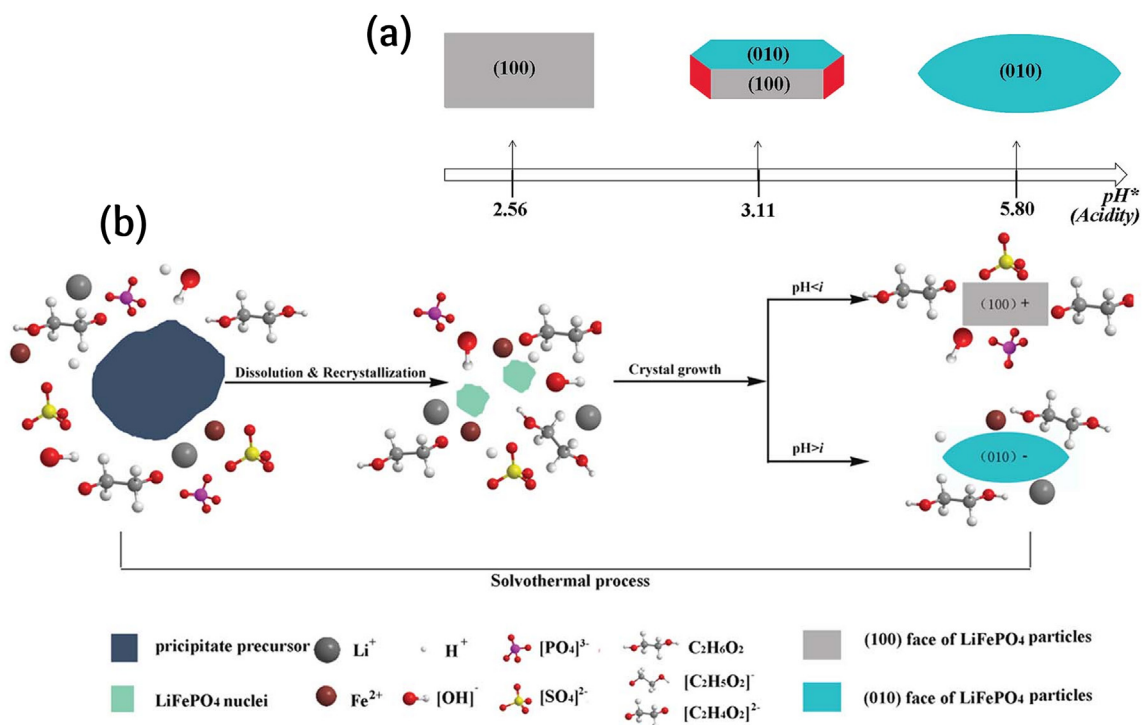 (a)
(100)
(010)
(100)
(010)
2.56
3.11
5.80
pH*
(Acidity)
(b)
Dissolution & Recrystallization
Crystal growth
pH<i
pH>i
(100) +
(010) -
Solvothermal process
pricipitate precursor
Li⁺
H⁺
[PO₄]³⁻
C₂H₆O₂
(100) face of LiFePO₄ particles
LiFePO₄ nuclei
Fe²⁺
[OH]⁻
[SO₄]²⁻
[C₂H₅O₂]⁻
[C₂H₄O₂]²⁻
(010) face of LiFePO₄ particles